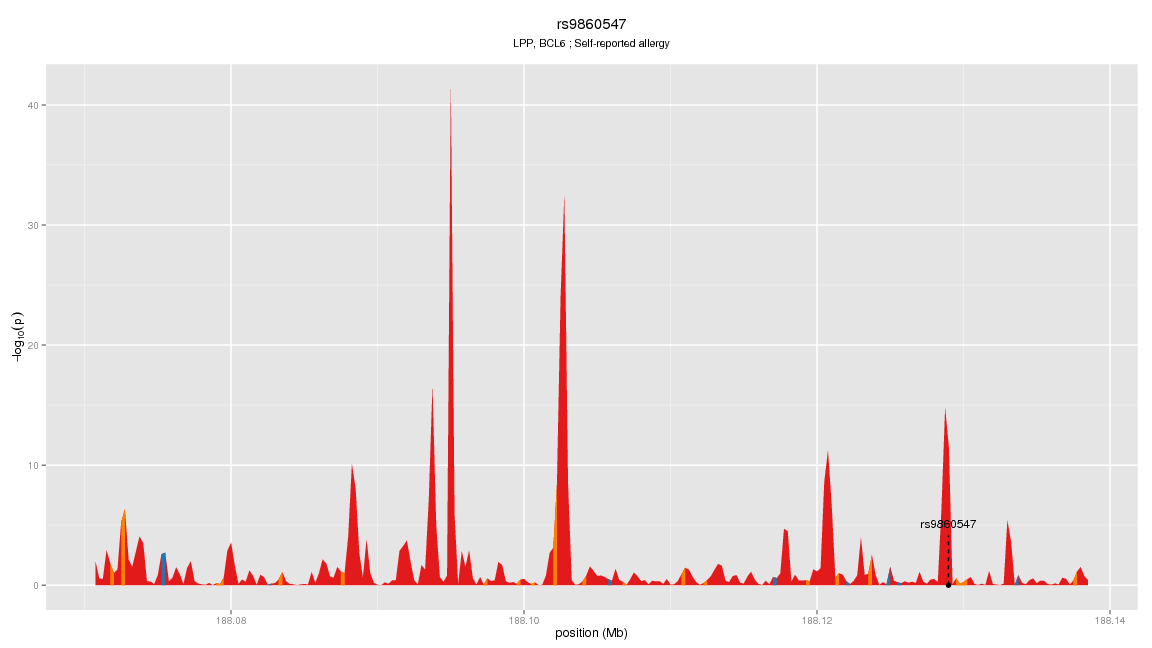 rs9860547
LPP, BCL6 ; Self-reported allergy
40
30
20
10
0
-log10(p)
rs9860547
188.08
188.10
188.12
188.14
position (Mb)